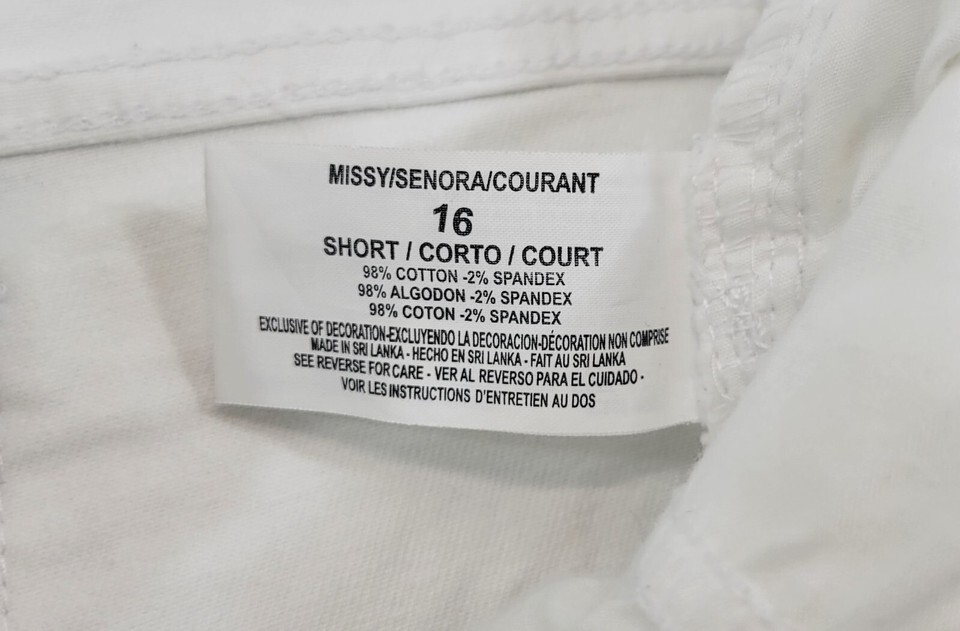 MISSY/SENORA/COURANT
16
SHORT / CORTO / COURT
98% COTTON -2% SPANDEX
98% ALGODON -2% SPANDEX
98% COTON -2% SPANDEX
EXCLUSIVE OF DECORATION-EXCLUYENDO LA DECORACION-DÉCORATION NON COMPRISE
MADE IN SRI LANKA - HECHO EN SRI LANKA - FAIT AU SRI LANKA
SEE REVERSE FOR CARE - VER AL REVERSO PARA EL CUIDADO -
VOIR LES INSTRUCTIONS D'ENTRETIEN AU DOS